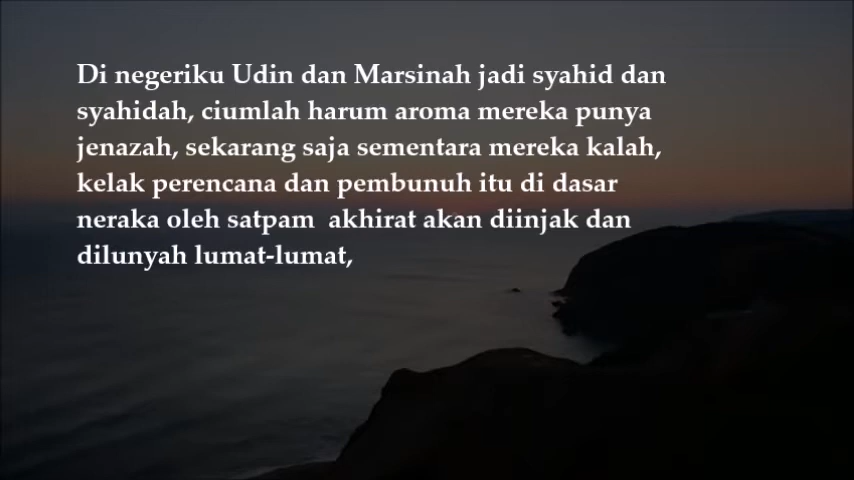 Di negeriku Udin dan Marsinah jadi syahid dan
syahidah, ciumlah harum aroma mereka punya
jenazah, sekarang saja sementara mereka kalah,
kelak perencana dan pembunuh itu di dasar
neraka oleh satpam  akhirat akan diinjak dan
dilunyah lumat-lumat,